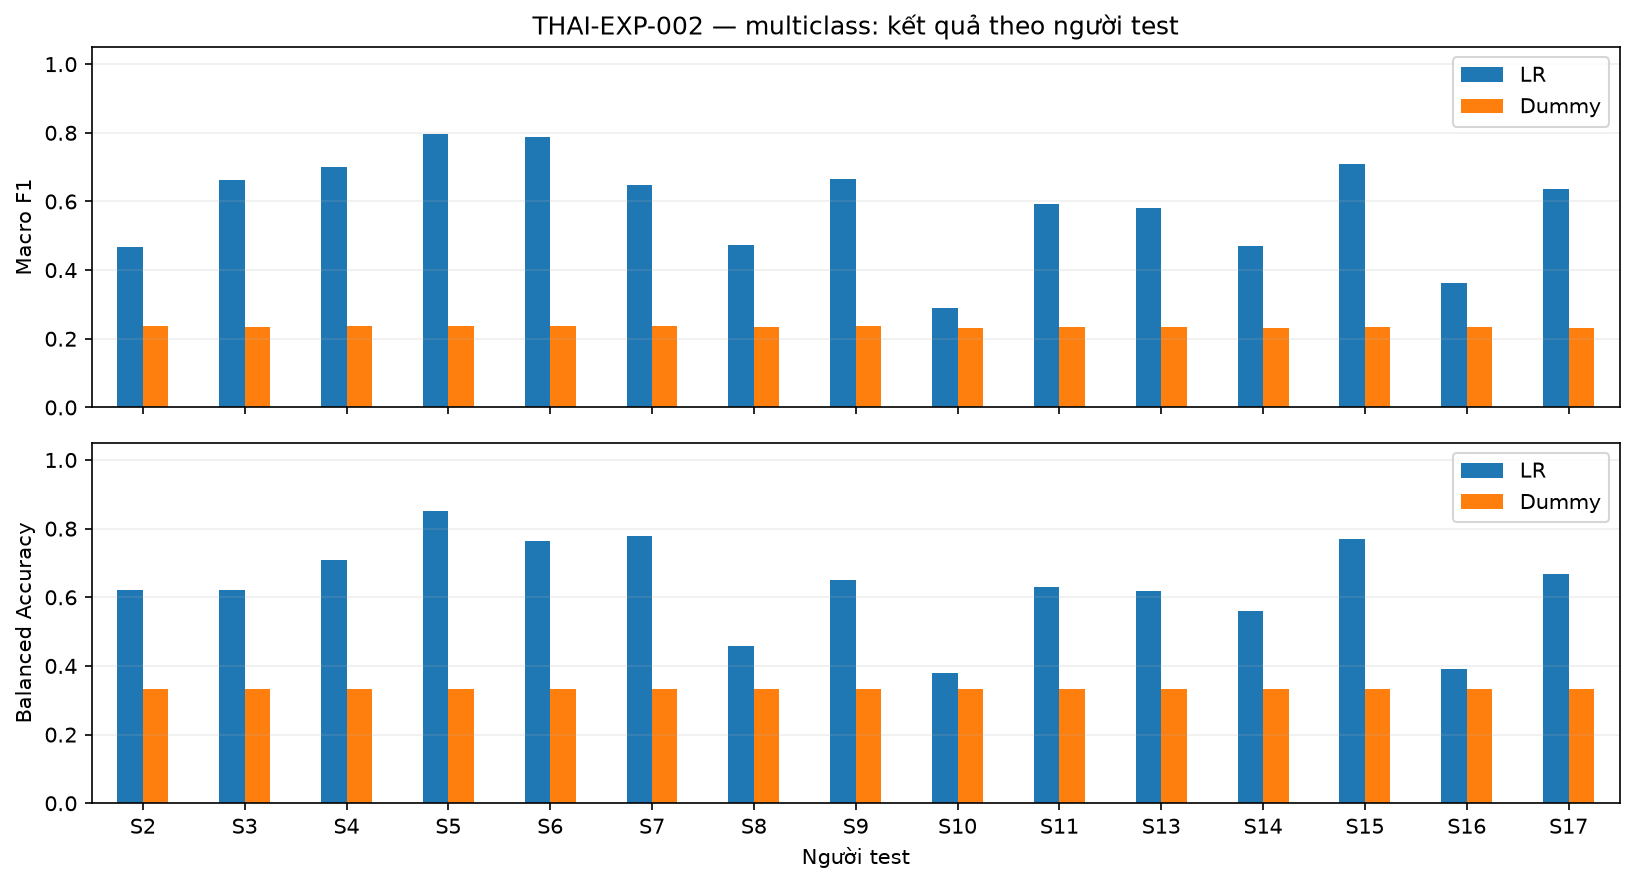 THAI-EXP-002 — multiclass: kết quả theo người test
Macro F1
1.0
0.8
0.6
0.4
0.2
0.0
LR
Dummy
Balanced Accuracy
1.0
0.8
0.6
0.4
0.2
0.0
LR
Dummy
S2 S3 S4 S5 S6 S7 S8 S9 S10 S11 S13 S14 S15 S16 S17
Người test